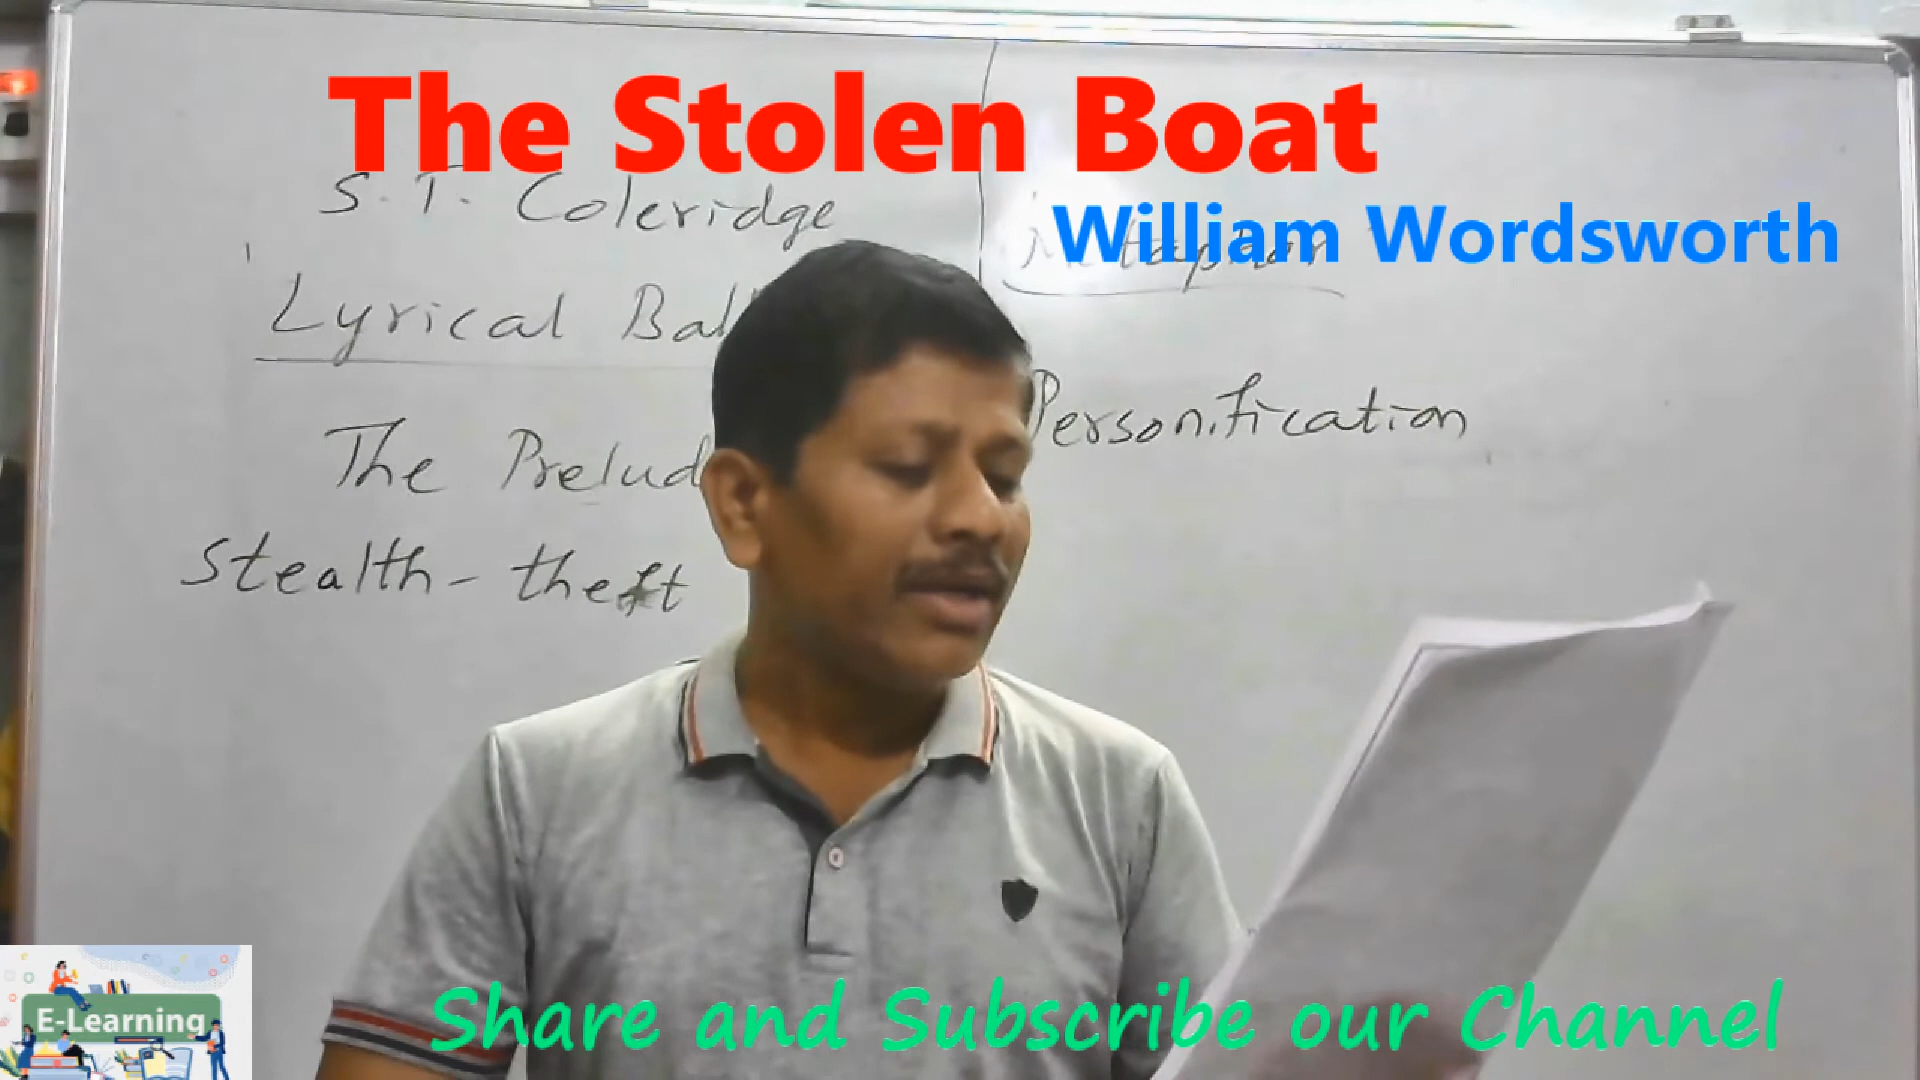 The Stolen Boat
William Wordsworth
S. T. Coleridge
Lyrical Bal
The Prelud
Stealth - theft
Metaphor
Personification
E-Learning
Share and Subscribe our Channel